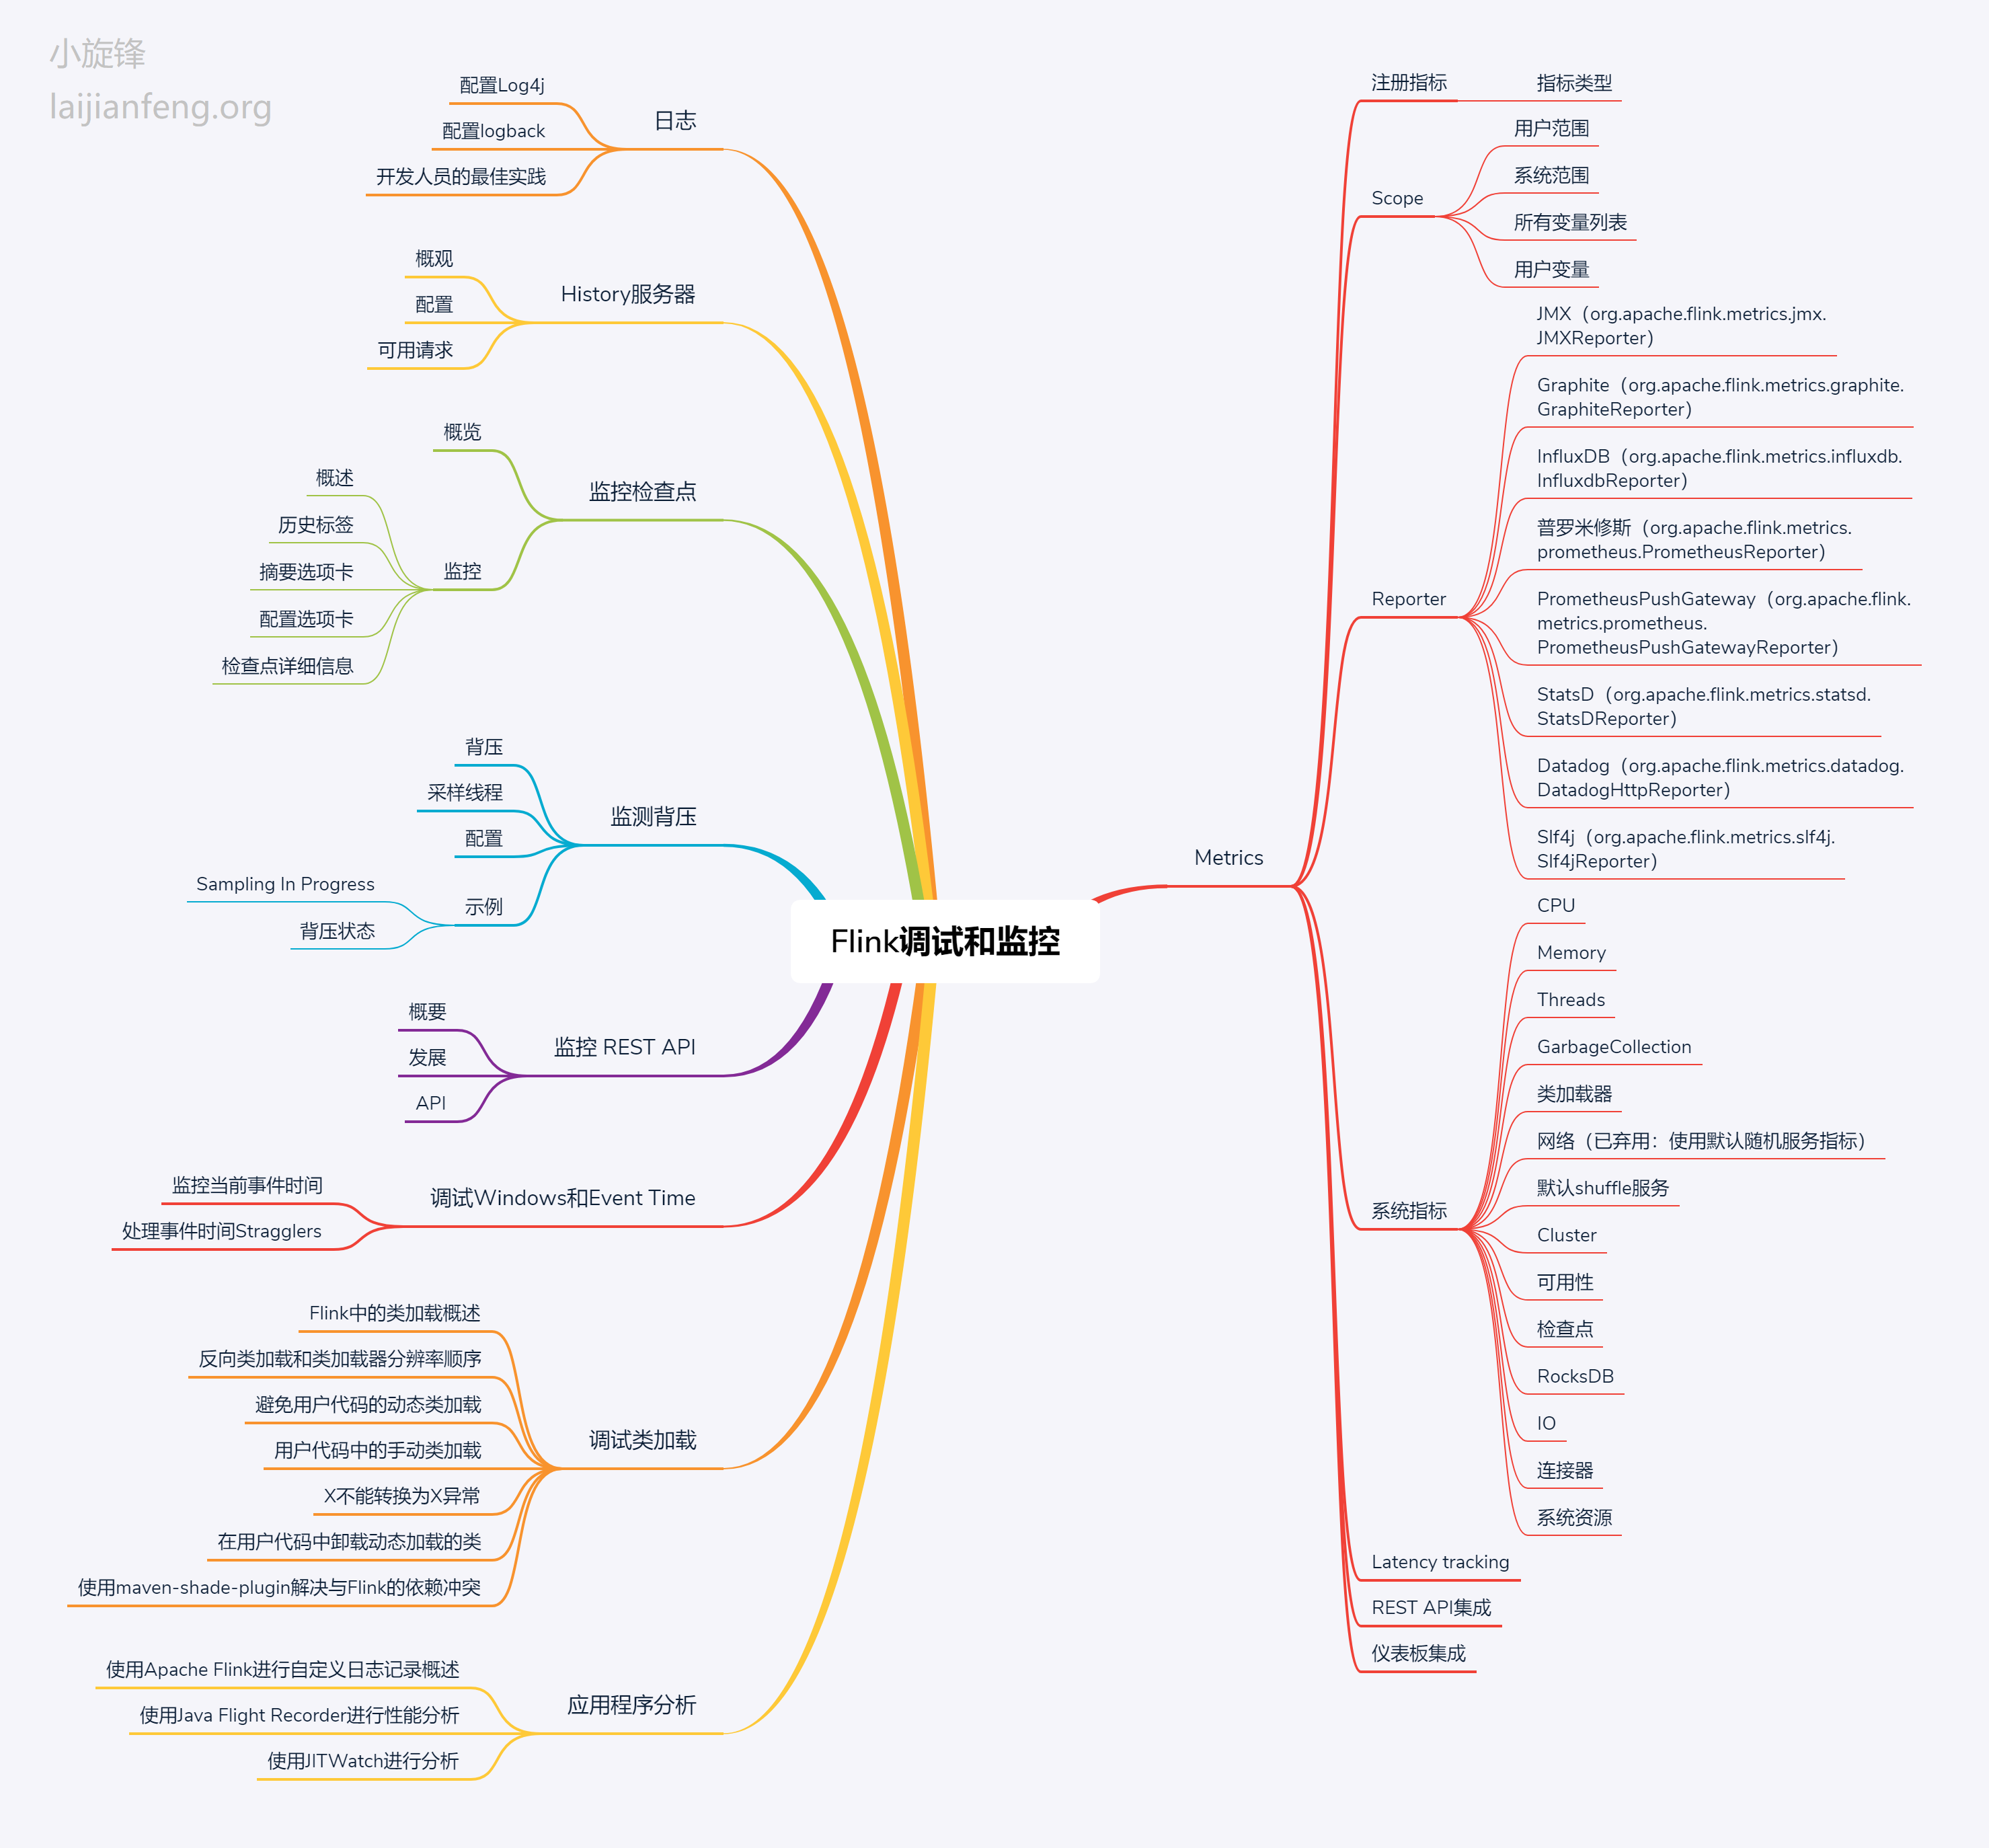 小旋锋
laijianfeng.org
Flink调试和监控
日志
配置Log4j
配置logback
开发人员的最佳实践
History服务器
概观
配置
可用请求
监控检查点
概览
监控
概述
历史标签
摘要选项卡
配置选项卡
检查点详细信息
监测背压
背压
采样线程
配置
示例
Sampling In Progress
背压状态
监控 REST API
概要
发展
API
调试Windows和Event Time
监控当前事件时间
处理事件时间Stragglers
调试类加载
Flink中的类加载概述
反向类加载和类加载器分辨率顺序
避免用户代码的动态类加载
用户代码中的手动类加载
X不能转换为X异常
在用户代码中卸载动态加载的类
使用maven-shade-plugin解决与Flink的依赖冲突
应用程序分析
使用Apache Flink进行自定义日志记录概述
使用Java Flight Recorder进行性能分析
使用JITWatch进行分析
Metrics
注册指标
指标类型
Scope
用户范围
系统范围
所有变量列表
用户变量
Reporter
JMX（org.apache.flink.metrics.jmx.
JMXReporter）
Graphite（org.apache.flink.metrics.graphite.
GraphiteReporter）
InfluxDB（org.apache.flink.metrics.influxdb.
InfluxdbReporter）
普罗米修斯（org.apache.flink.metrics.
prometheus.PrometheusReporter）
PrometheusPushGateway（org.apache.flink.
metrics.prometheus.
PrometheusPushGatewayReporter）
StatsD（org.apache.flink.metrics.statsd.
StatsDReporter）
Datadog（org.apache.flink.metrics.datadog.
DatadogHttpReporter）
Slf4j（org.apache.flink.metrics.slf4j.
Slf4jReporter）
系统指标
CPU
Memory
Threads
GarbageCollection
类加载器
网络（已弃用：使用默认随机服务指标）
默认shuffle服务
Cluster
可用性
检查点
RocksDB
IO
连接器
系统资源
Latency tracking
REST API集成
仪表板集成